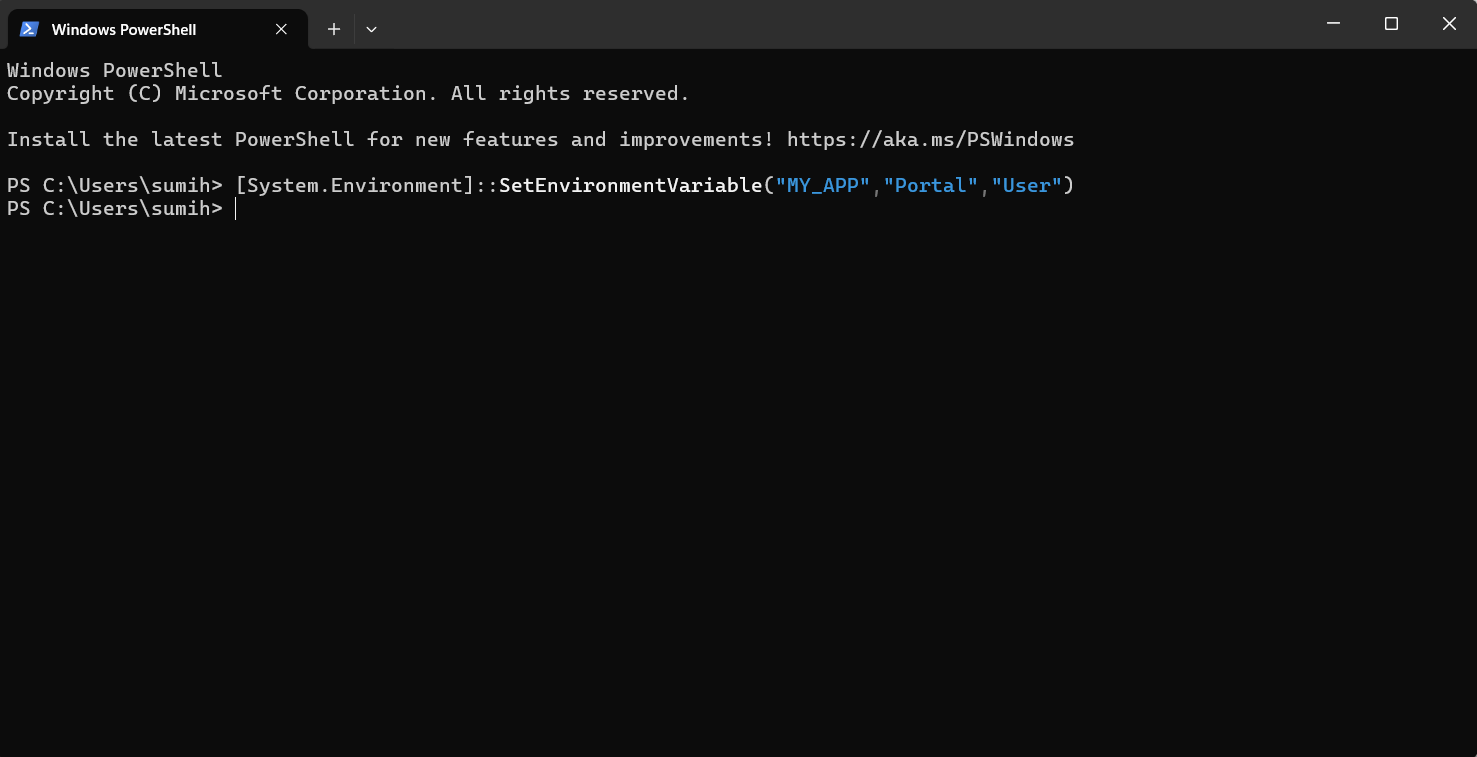 Windows PowerShell
Windows PowerShell
Copyright (C) Microsoft Corporation. All rights reserved.
Install the latest PowerShell for new features and improvements! https://aka.ms/PSWindows
PS C:\Users\sumih> [System.Environment]::SetEnvironmentVariable("MY_APP","Portal","User")
PS C:\Users\sumih>